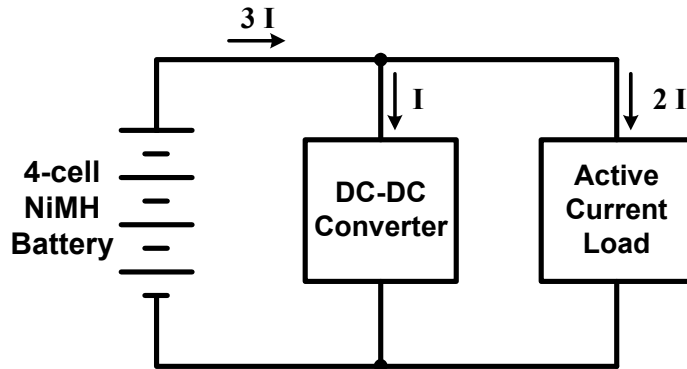 3 I
I
2 I
4-cell
NiMH
Battery
DC-DC
Converter
Active
Current
Load